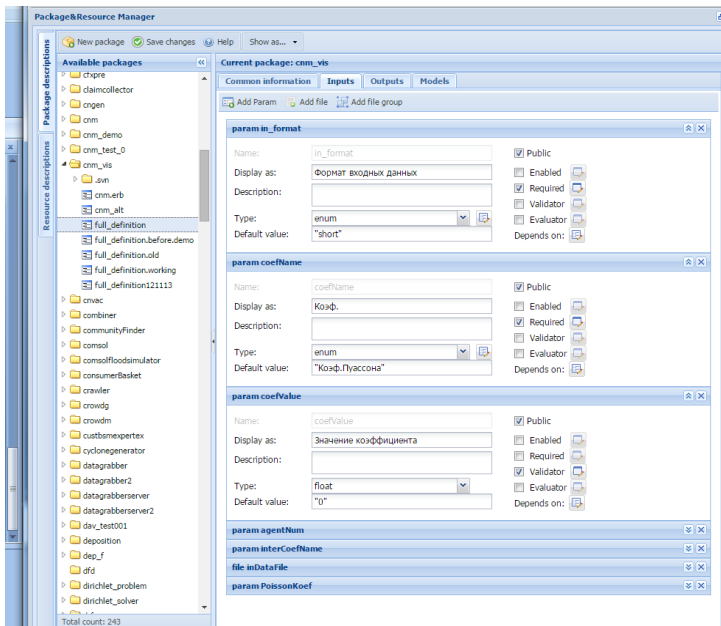 Package&Resource Manager
New package Save changes Help Show as...
Package descriptions
Resource descriptions
Available packages
cfxpre
claimcollector
cngen
cnm
cnm_demo
cnm_test_0
cnm_vis
.svn
cnm.erb
cnm_alt
full_definition
full_definition.before.demo
full_definition.old
full_definition.working
full_definition121113
cnvac
combiner
communityFinder
comsol
comsolfloodsimulator
consumerBasket
crawler
crowdg
crowdm
custbsmexpertex
cyclonegenerator
datagrabber
datagrabber2
datagrabberserver
datagrabberserver2
dav_test001
deposition
dep_f
dfd
dirichlet_problem
dirichlet_solver
Total count: 243
Current package: cnm_vis
Common information Inputs Outputs Models
Add Param Add file Add file group
param in_format
Name: in_format Public
Display as: Формат входных данных Enabled
Description: Required
Validator
Type: enum Evaluator
Default value: "short" Depends on:
param coefName
Name: coefName Public
Display as: Коэф. Enabled
Description: Required
Validator
Type: enum Evaluator
Default value: "Коэф.Пуассона" Depends on:
param coefValue
Name: coefValue Public
Display as: Значение коэффициента Enabled
Description: Required
Validator
Type: float Evaluator
Default value: "0" Depends on:
param agentNum
param interCoefName
file inDataFile
param PoissonKoef